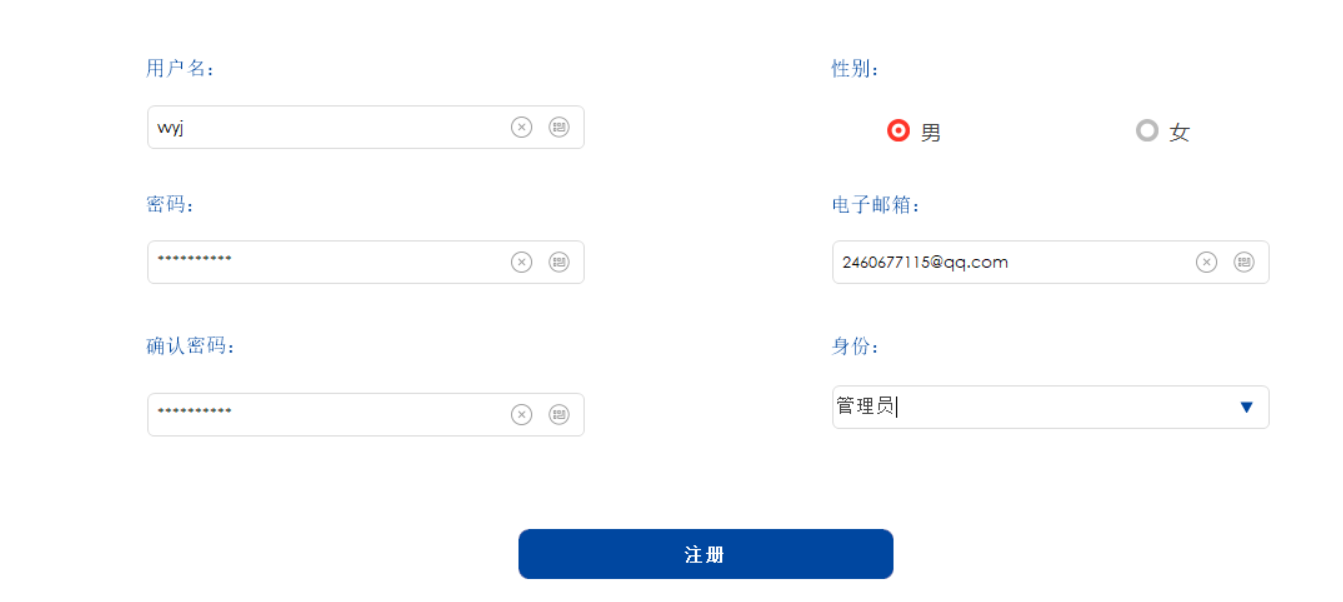 用户名：
性别：
wyj
男
女
密码：
电子邮箱：
**********
2460677115@qq.com
确认密码：
身份：
**********
管理员
注册